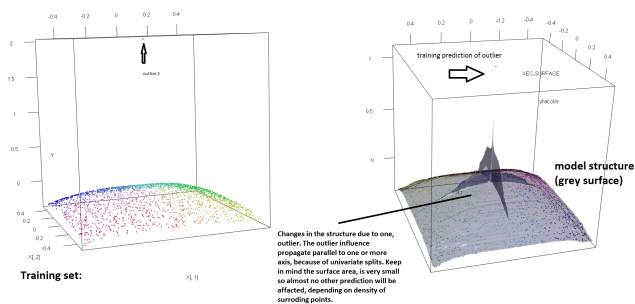 -0.4 -0.2 0 0.2 0.4
2
1.5
1
0.5
0
outlier z
y
0.4
0.2
0
-0.2
-0.4
X[, 2]
X[, 1]
Training set:
-0.4 -0.2 0 0.2 0.4
0.4
0.2
0
-0.2
-0.4
1
0.5
0
training prediction of outlier
VEC-SURFACE
yhat obs
model structure
(grey surface)
Changes in the structure due to one,
outlier. The outlier influence
propagate parallel to one or more
axis, because of univariate splits. Keep
in mind the surface area, is very small
so almost no other prediction will be
affacted, depending on density of
surroding points.